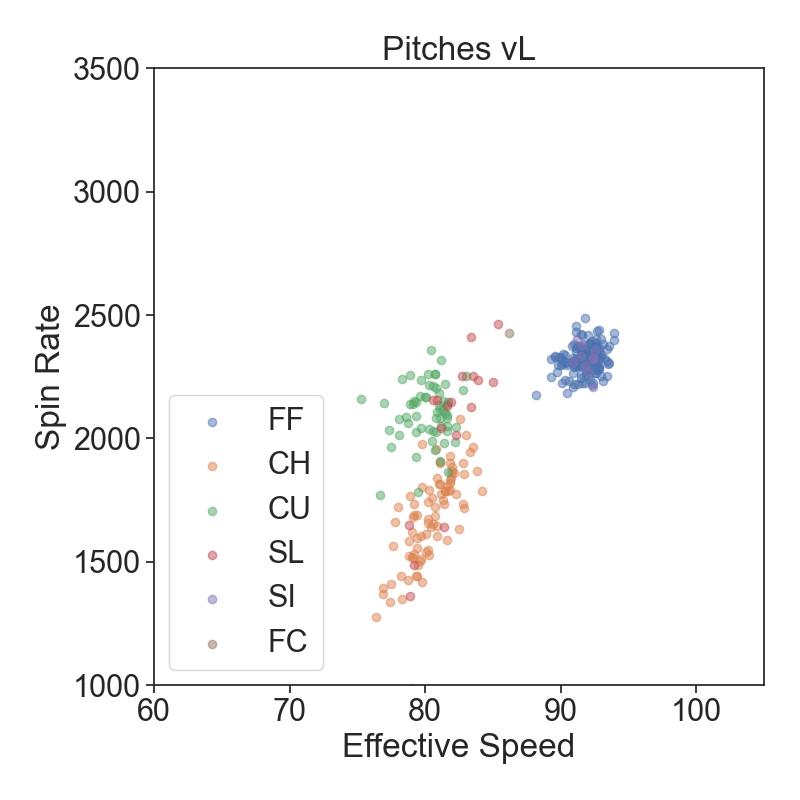 Pitches vL
3500
3000
2500
2000
1500
1000
Spin Rate
FF
CH
CU
SL
SI
FC
60
70
80
90
100
Effective Speed